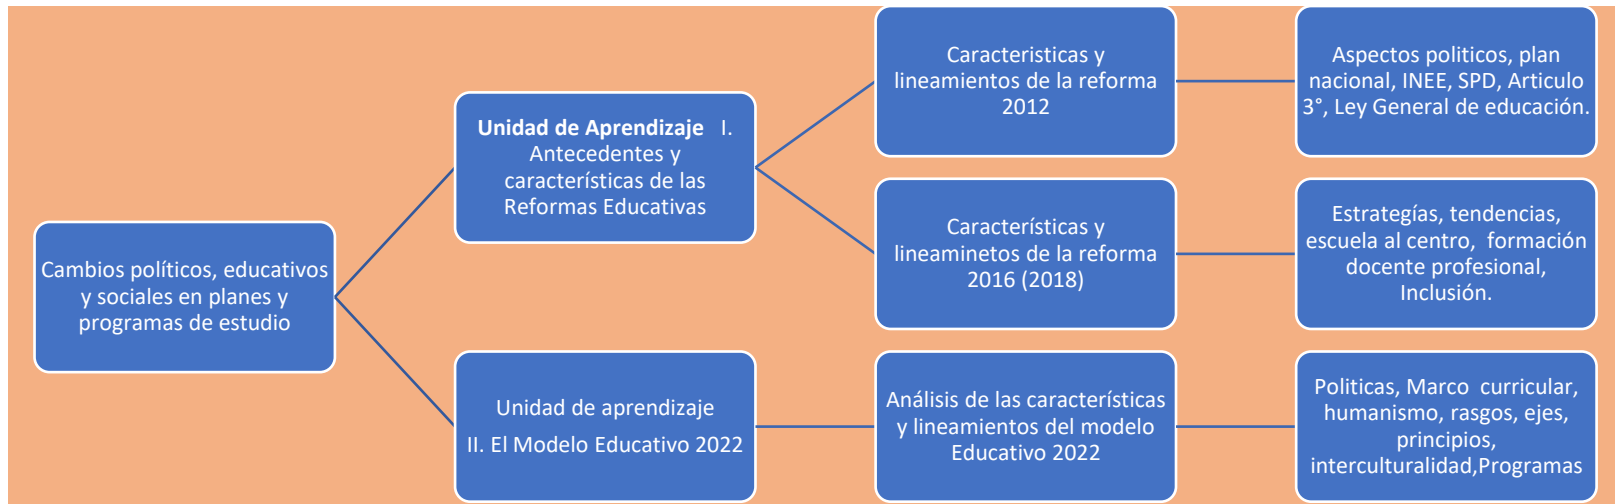 Cambios políticos, educativos
y sociales en planes y
programas de estudio
Unidad de Aprendizaje I.
Antecedentes y
características de las
Reformas Educativas
Caracteristicas y
lineamientos de la reforma
2012
Aspectos politicos, plan
nacional, INEE, SPD, Articulo
3°, Ley General de educación.
Características y
lineaminetos de la reforma
2016 (2018)
Estrategías, tendencias,
escuela al centro, formación
docente profesional,
Inclusión.
Unidad de aprendizaje
II. El Modelo Educativo 2022
Análisis de las características
y lineamientos del modelo
Educativo 2022
Politicas, Marco curricular,
humanismo, rasgos, ejes,
principios,
interculturalidad,Programas